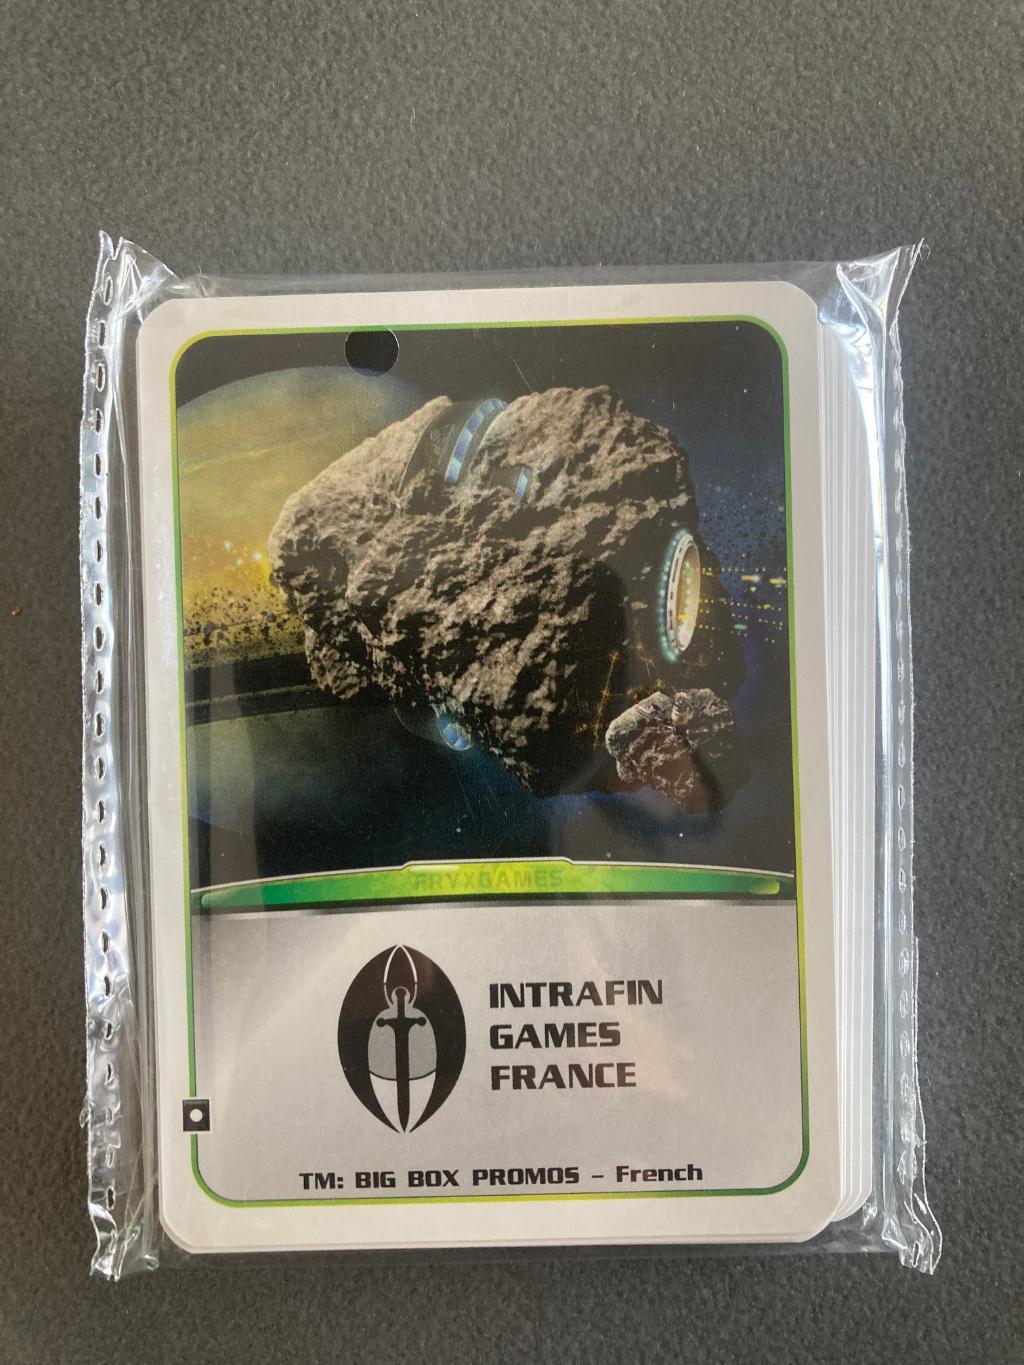 FRYXGAMES
INTRAFIN
GAMES
FRANCE
TM: BIG BOX PROMOS – French